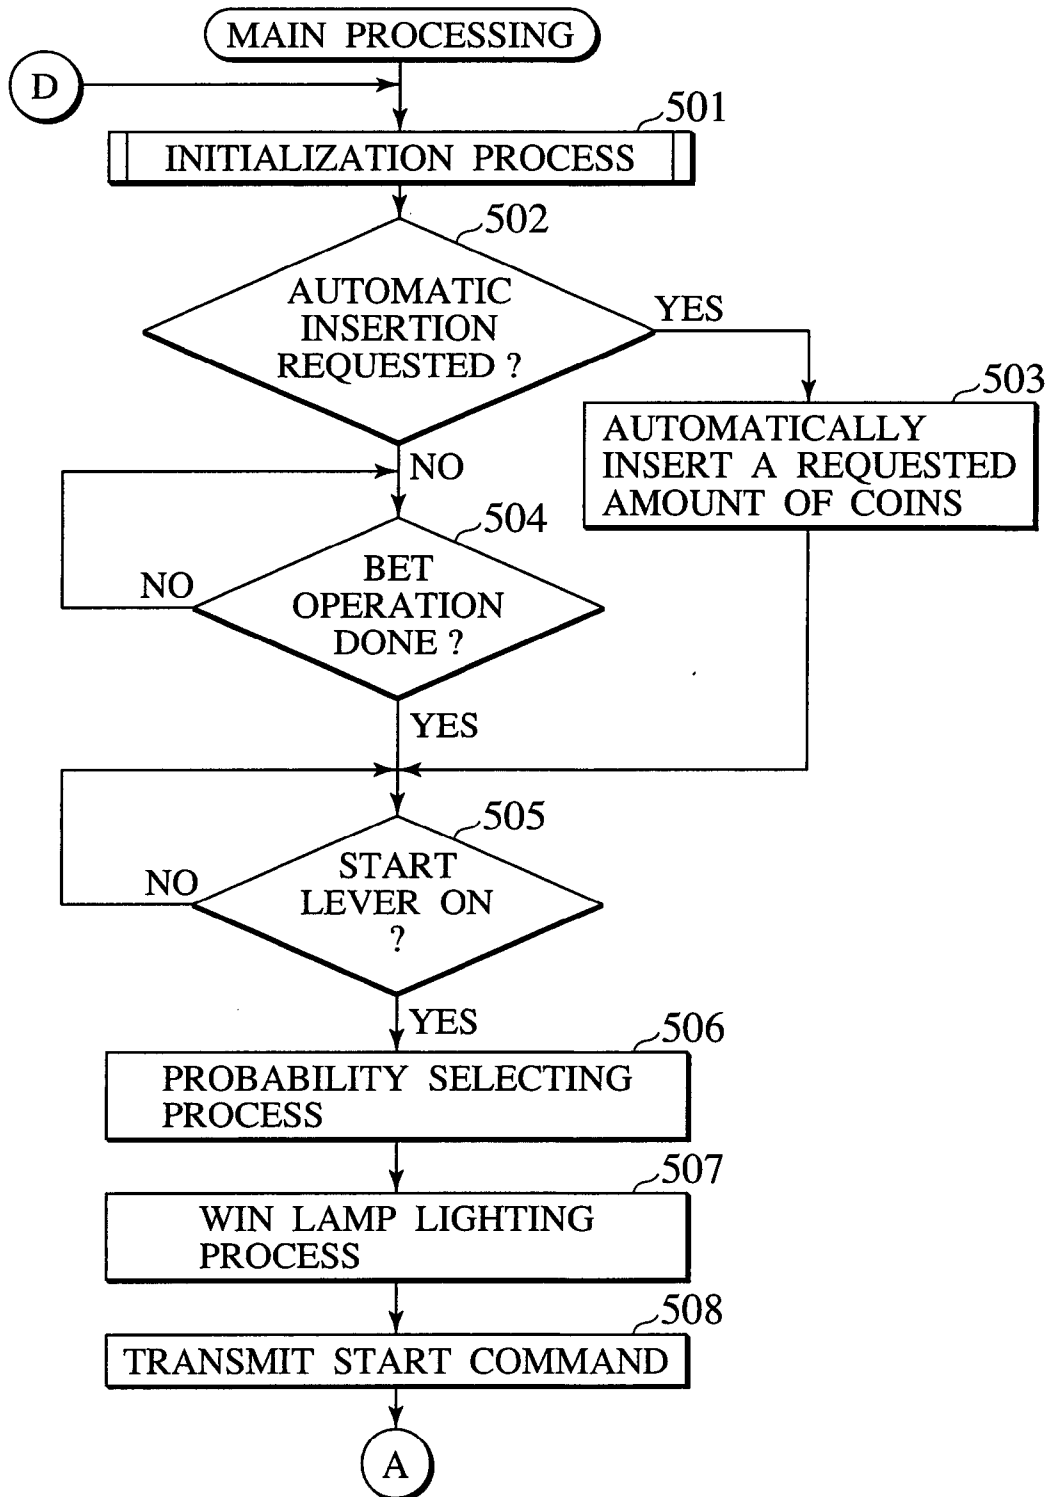 MAIN PROCESSING
D
501
INITIALIZATION PROCESS
502
AUTOMATIC
INSERTION
REQUESTED ?
YES
503
AUTOMATICALLY
INSERT A REQUESTED
AMOUNT OF COINS
NO
504
BET
OPERATION
DONE ?
NO
YES
505
START
LEVER ON
?
NO
YES
506
PROBABILITY SELECTING
PROCESS
507
WIN LAMP LIGHTING
PROCESS
508
TRANSMIT START COMMAND
A